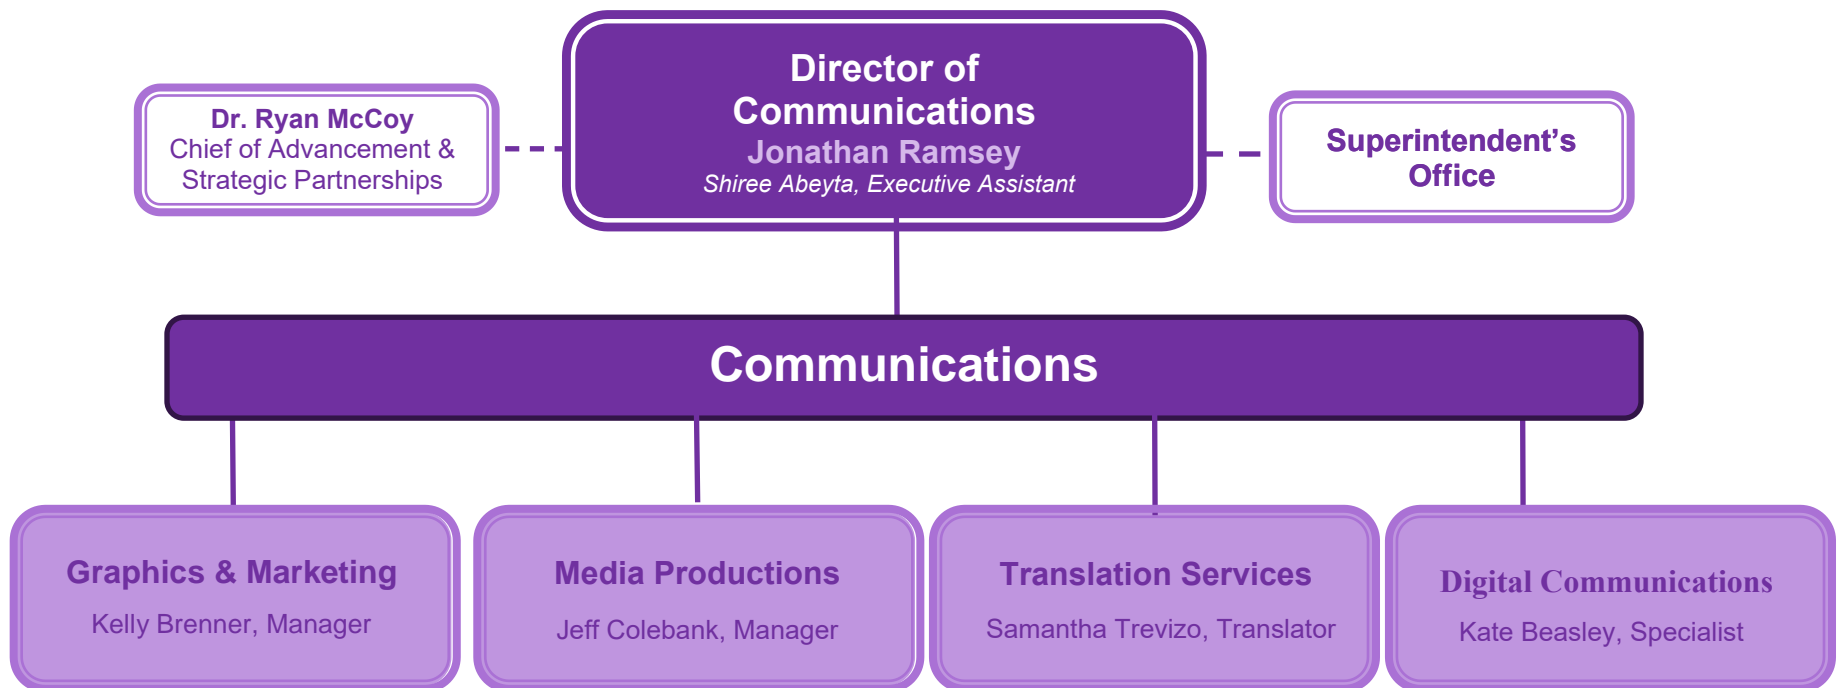 Director of
Communications
Jonathan Ramsey
Shiree Abeyta, Executive Assistant
Dr. Ryan McCoy
Chief of Advancement &
Strategic Partnerships
Superintendent’s
Office
Communications
Graphics & Marketing
Kelly Brenner, Manager
Media Productions
Jeff Colebank, Manager
Translation Services
Samantha Trevizo, Translator
Digital Communications
Kate Beasley, Specialist